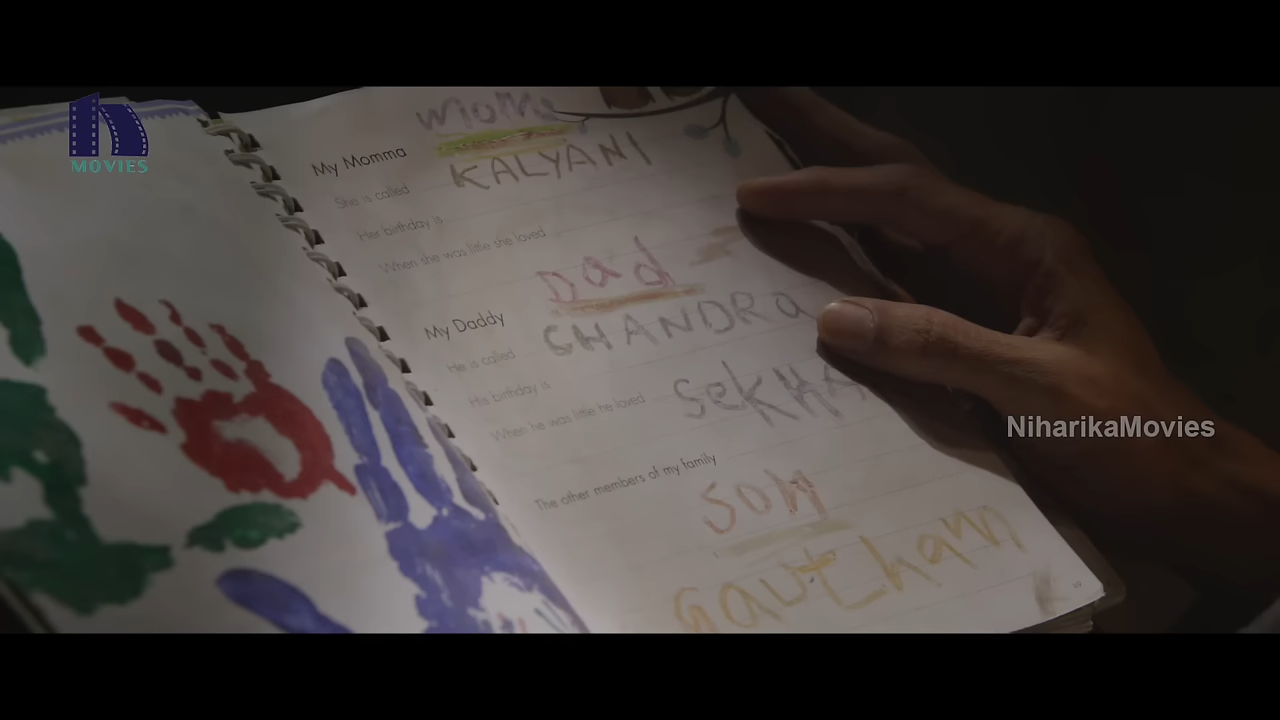 MOVIES
My Momma
She is called
KALYANI
Her birthday is
When she was little she loved
Dad
My Daddy
He is called
CHANDRa
His birthday is
When he was little he loved
SeKHA
The other members of my family
SON
Gautham
NiharikaMovies